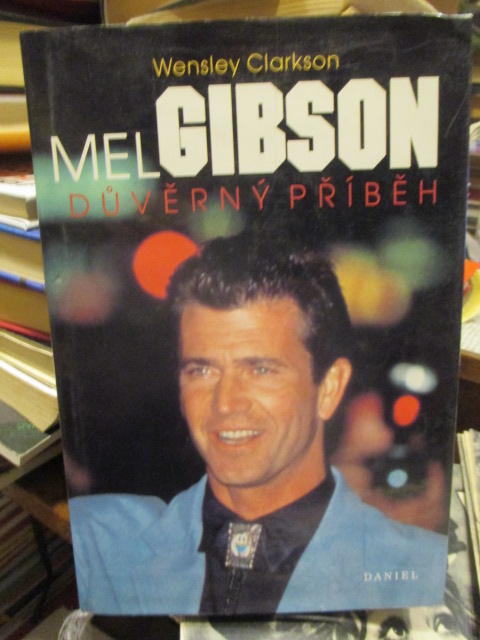 Wensley Clarkson
MEL GIBSON
DŮVĚRNÝ PŘÍBĚH
DANIEL